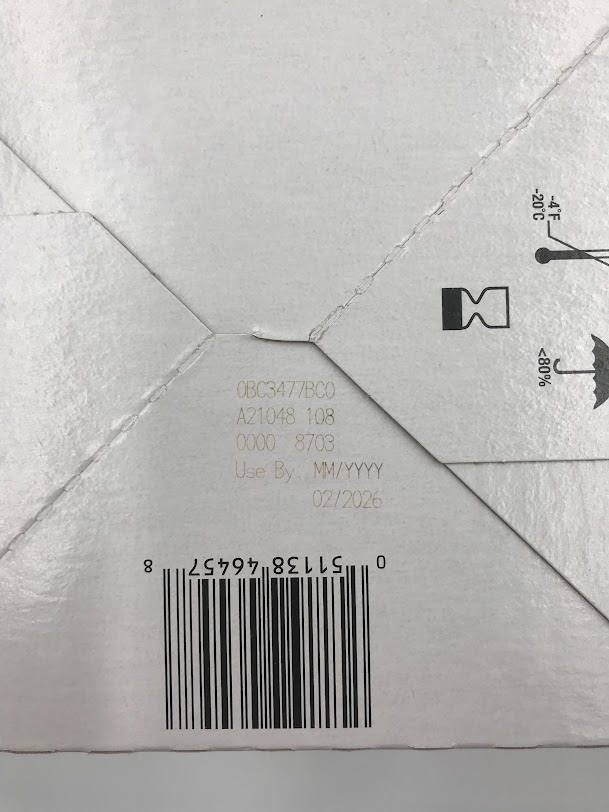 -4°F
-20°C
<80%
0BC3477BC0
A21048 108
0000 8703
Use By: MM/YYYY
02/2026
0 51138 46457 8